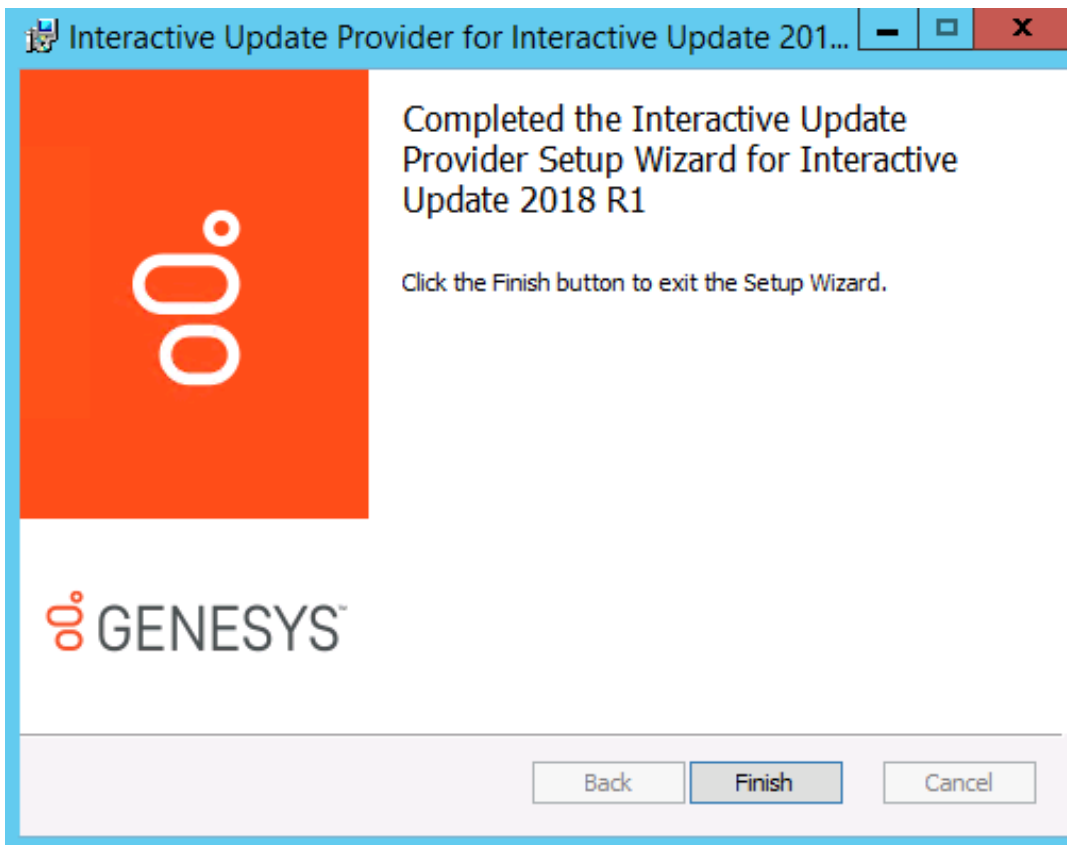 Interactive Update Provider for Interactive Update 201...
Completed the Interactive Update
Provider Setup Wizard for Interactive
Update 2018 R1
Click the Finish button to exit the Setup Wizard.
GENESYS™
Back
Finish
Cancel